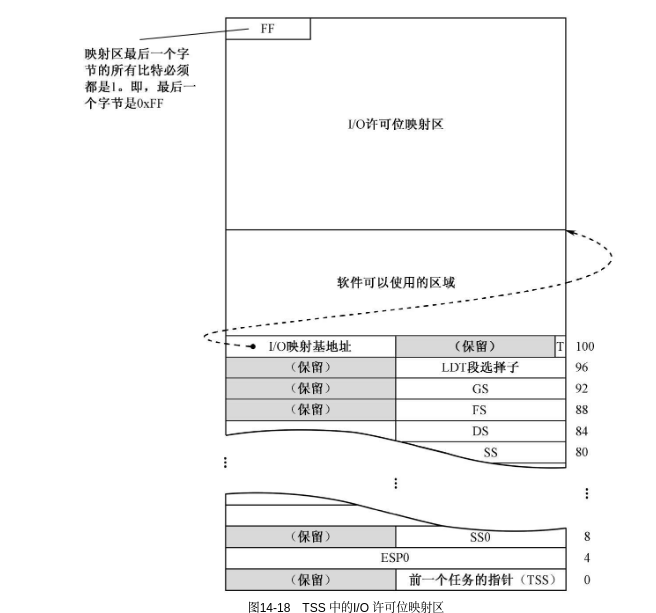 FF
映射区最后一个字
节的所有比特必须
都是1。即，最后一
个字节是0xFF
I/O许可位映射区
软件可以使用的区域
I/O映射基地址 （保留） T 100
（保留） LDT段选择子 96
（保留） GS 92
（保留） FS 88
DS 84
SS 80
（保留） SS0 8
ESP0 4
（保留） 前一个任务的指针（TSS） 0
图14-18 TSS 中的I/O 许可位映射区